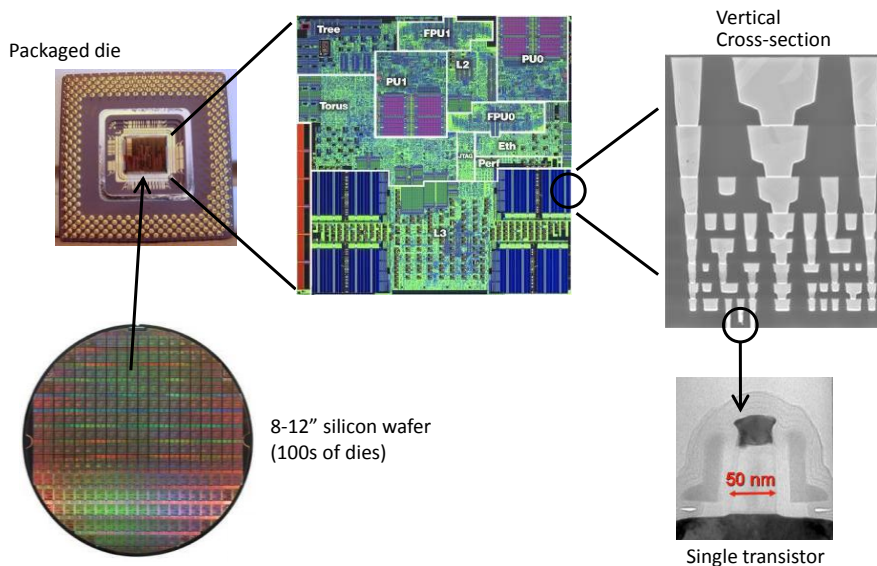 Packaged die
Tree
FPU1
L2
PU1
PU0
Torus
FPU0
JTAG
Eth
Perf
L3
Vertical
Cross-section
8-12” silicon wafer
(100s of dies)
50 nm
Single transistor